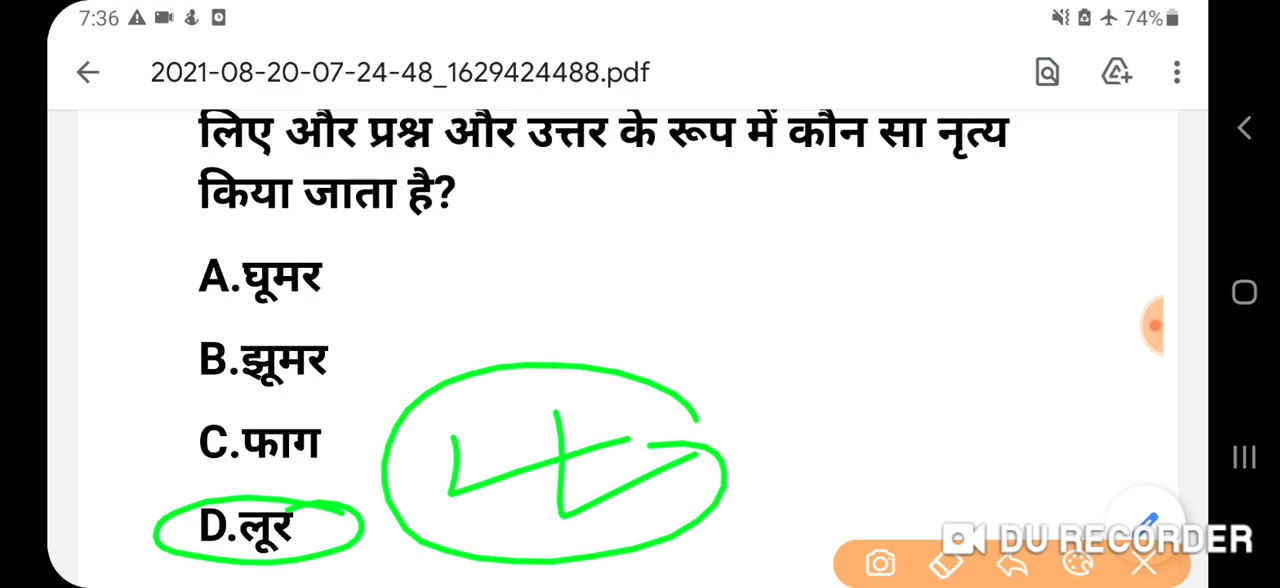 7:36 74%
2021-08-20-07-24-48_1629424488.pdf
लिए और प्रश्न और उत्तर के रूप में कौन सा नृत्य
किया जाता है?
A.घूमर
B.झूमर
C.फाग
D.लूर
DU RECORDER